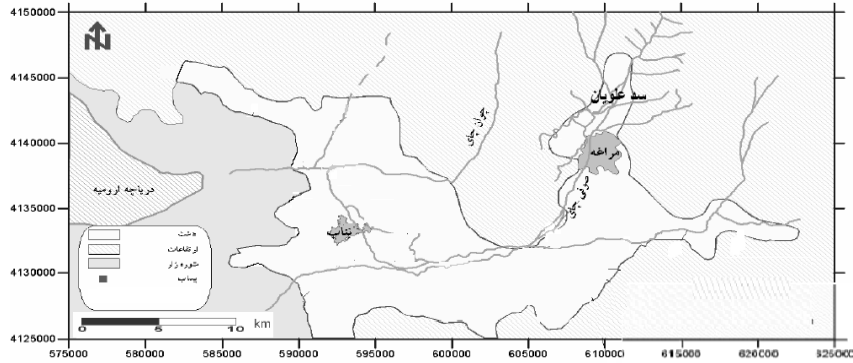 4150000
4145000
4140000
4135000
4130000
4125000
N
سد علویان
چوان چای
مراغه
صوفی چای
دریاچه ارومیه
بناب
دشت
ارتفاعات
شوره زار
0 5 10 km
575000 580000 585000 590000 595000 600000 605000 610000 615000 620000 625000